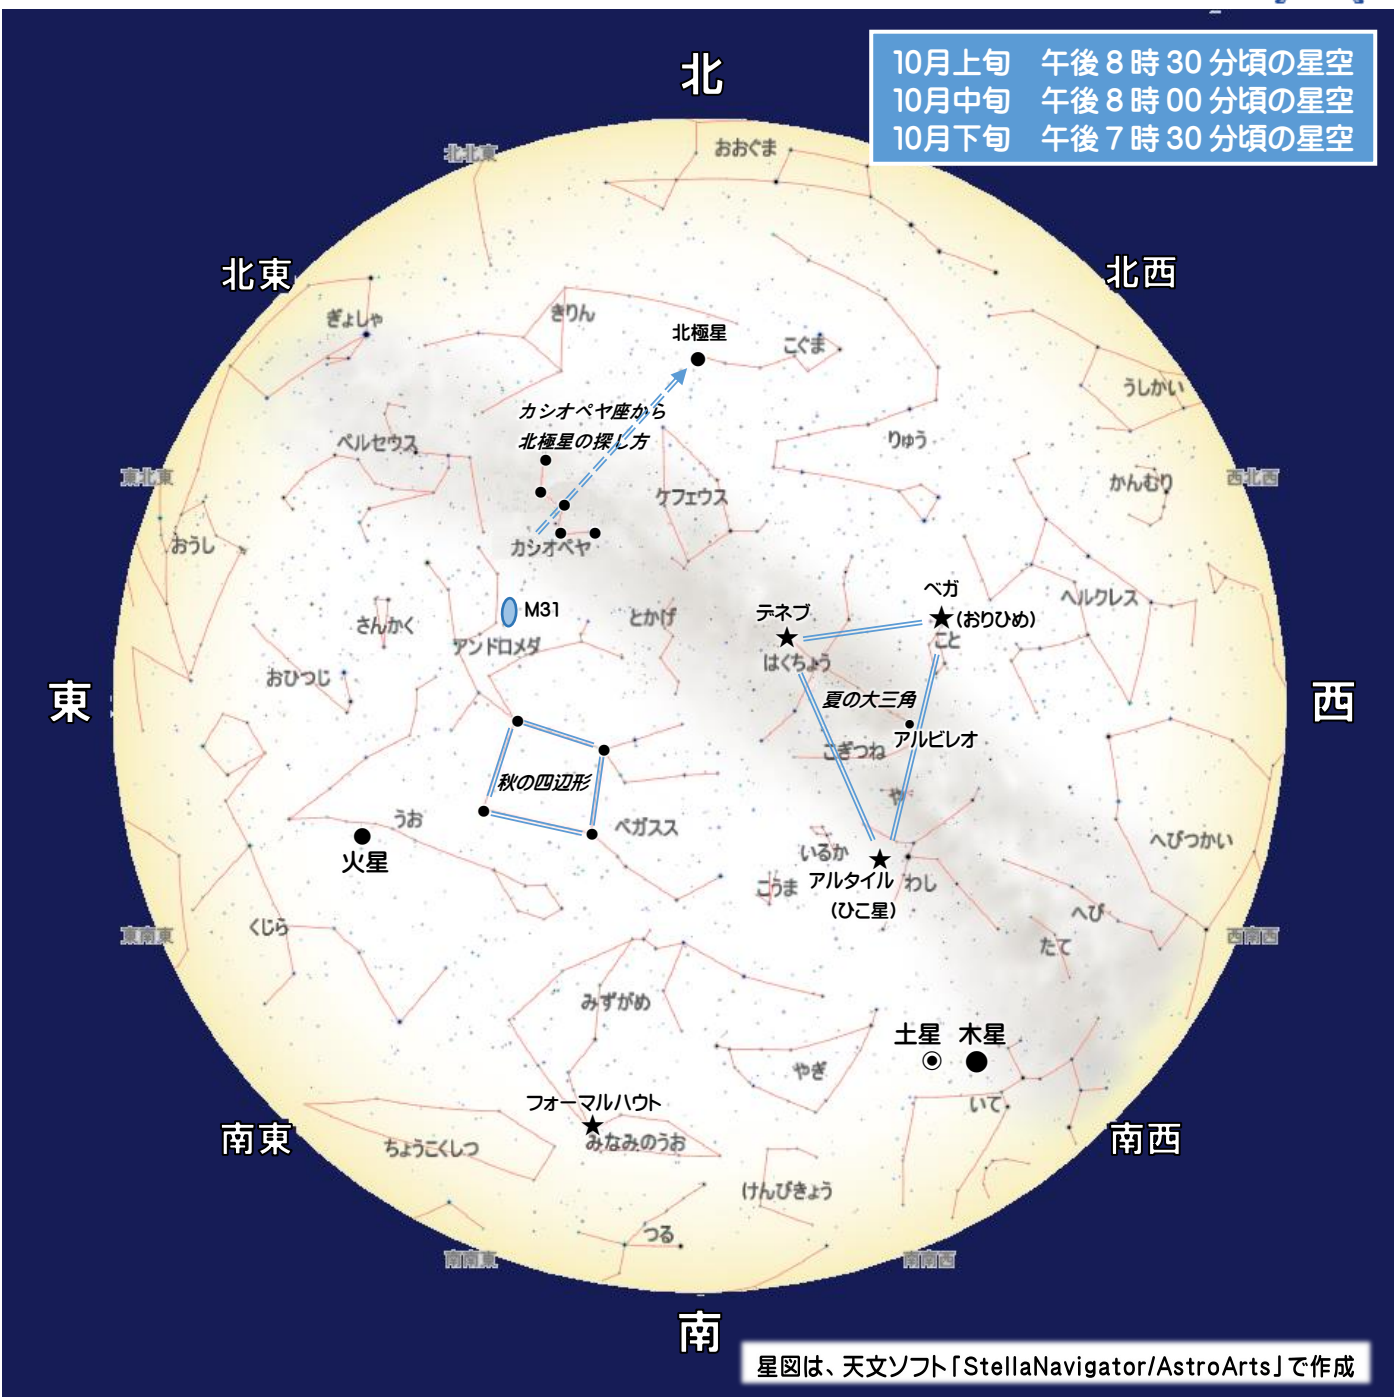 10月上旬 午後8時30分頃の星空
10月中旬 午後8時00分頃の星空
10月下旬 午後7時30分頃の星空
北
おおぐま
北北東
北東
北西
ぎょしゃ
きりん
北極星
こぐま
うしかい
カシオペヤ座から
北極星の探し方
りゅう
ペルセウス
東北東
西北西
かんむり
ケフェウス
おうし
カシオペヤ
M31
とかげ
デネブ
ベガ
(おりひめ)
ヘルクレス
さんかく
アンドロメダ
はくちょう
こと
おひつじ
東
西
夏の大三角
アルビレオ
こぎつね
秋の四辺形
や
うお
ペガスス
火星
いるか
へびつかい
こうま
アルタイル
わし
(ひこ星)
へび
くじら
東南東
西南西
たて
みずがめ
土星
木星
やぎ
いて
フォーマルハウト
みなみのうお
南東
南西
ちょうこくしつ
けんびきょう
つる
南南東
南南西
南
星図は、天文ソフト「StellaNavigator/AstroArts」で作成